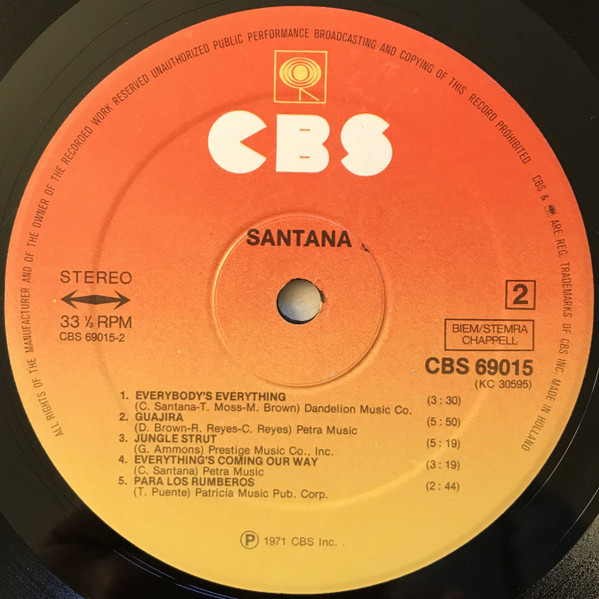 ALL RIGHTS OF THE MANUFACTURER AND OF THE OWNER OF THE RECORDED WORK RESERVED UNAUTHORIZED PUBLIC PERFORMANCE BROADCASTING AND COPYING OF THIS RECORD PROHIBITED CBS & ARE REG. TRADEMARKS OF CBS INC. MADE IN HOLLAND
CBS
SANTANA
STEREO
33 ⅓ RPM
CBS 69015-2
2
BIEM/STEMRA
CHAPPELL
CBS 69015
(KC 30595)
1. EVERYBODY'S EVERYTHING
(C. Santana-T. Moss-M. Brown) Dandelion Music Co. (3:30)
2. GUAJIRA
(D. Brown-R. Reyes-C. Reyes) Petra Music (5:50)
3. JUNGLE STRUT
(G. Ammons) Prestige Music Co., Inc. (5:19)
4. EVERYTHING'S COMING OUR WAY
(C. Santana) Petra Music (3:19)
5. PARA LOS RUMBEROS
(T. Puente) Patricia Music Pub. Corp. (2:44)
Ⓟ 1971 CBS Inc.